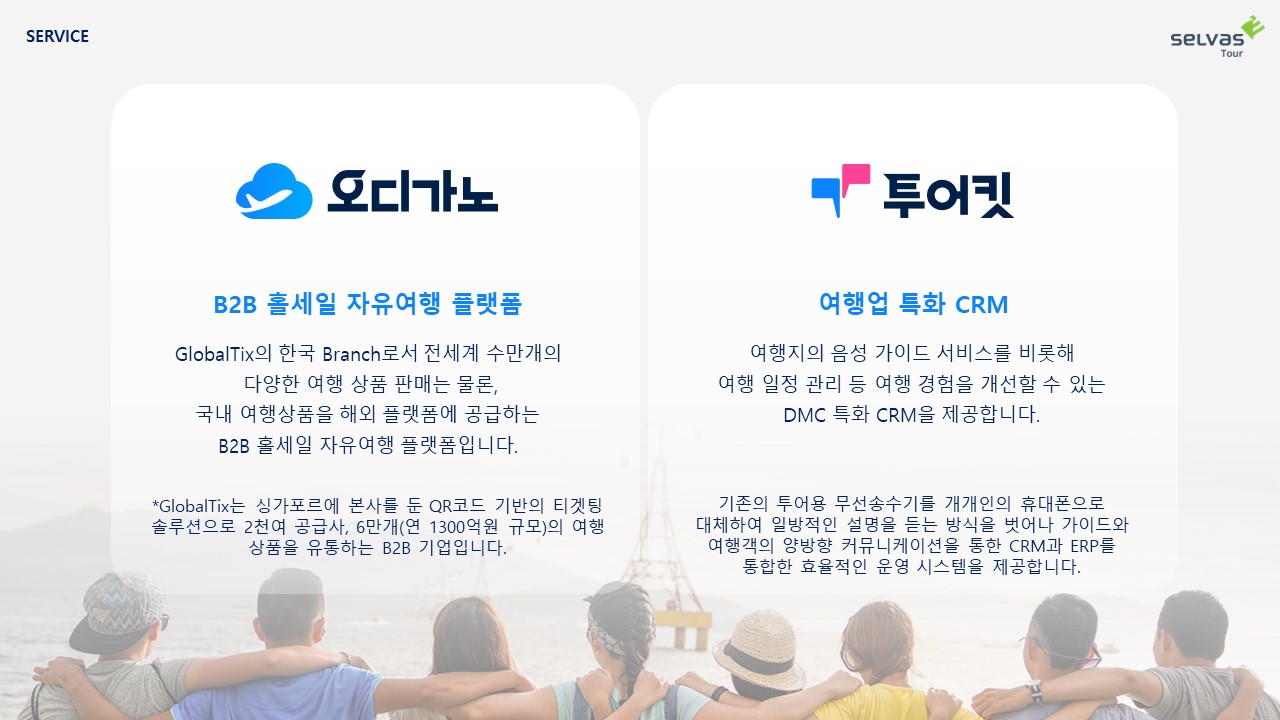 SERVICE
selvas
Tour
오디가노
B2B 홀세일 자유여행 플랫폼
GlobalTix의 한국 Branch로서 전세계 수만개의
다양한 여행 상품 판매는 물론,
국내 여행상품을 해외 플랫폼에 공급하는
B2B 홀세일 자유여행 플랫폼입니다.
*GlobalTix는 싱가포르에 본사를 둔 QR코드 기반의 티겟팅
솔루션으로 2천여 공급사, 6만개(연 1300억원 규모)의 여행
상품을 유통하는 B2B 기업입니다.
투어킷
여행업 특화 CRM
여행지의 음성 가이드 서비스를 비롯해
여행 일정 관리 등 여행 경험을 개선할 수 있는
DMC 특화 CRM을 제공합니다.
기존의 투어용 무선송수기를 개개인의 휴대폰으로
대체하여 일방적인 설명을 듣는 방식을 벗어나 가이드와
여행객의 양방향 커뮤니케이션을 통한 CRM과 ERP를
통합한 효율적인 운영 시스템을 제공합니다.